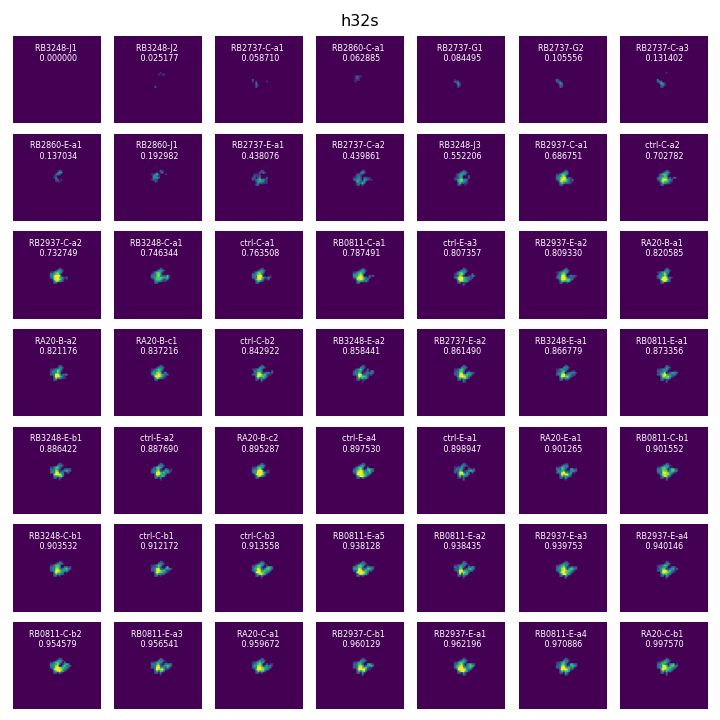 h32s
RB3248-J1
0.000000
RB3248-J2
0.025177
RB2737-C-a1
0.058710
RB2860-C-a1
0.062885
RB2737-G1
0.084495
RB2737-G2
0.105556
RB2737-C-a3
0.131402
RB2860-E-a1
0.137034
RB2860-J1
0.192982
RB2737-E-a1
0.438076
RB2737-C-a2
0.439861
RB3248-J3
0.552206
RB2937-C-a1
0.686751
ctrl-C-a2
0.702782
RB2937-C-a2
0.732749
RB3248-C-a1
0.746344
ctrl-C-a1
0.763508
RB0811-C-a1
0.787491
ctrl-E-a3
0.807357
RB2937-E-a2
0.809330
RA20-B-a1
0.820585
RA20-B-a2
0.821176
RA20-B-c1
0.837216
ctrl-C-b2
0.842922
RB3248-E-a2
0.858441
RB2737-E-a2
0.861490
RB3248-E-a1
0.866779
RB0811-E-a1
0.873356
RB3248-E-b1
0.886422
ctrl-E-a2
0.887690
RA20-B-c2
0.895287
ctrl-E-a4
0.897530
ctrl-E-a1
0.898947
RA20-E-a1
0.901265
RB0811-C-b1
0.901552
RB3248-C-b1
0.903532
ctrl-C-b1
0.912172
ctrl-C-b3
0.913558
RB0811-E-a5
0.938128
RB0811-E-a2
0.938435
RB2937-E-a3
0.939753
RB2937-E-a4
0.940146
RB0811-C-b2
0.954579
RB0811-E-a3
0.956541
RA20-C-a1
0.959672
RB2937-C-b1
0.960129
RB2937-E-a1
0.962196
RB0811-E-a4
0.970886
RA20-C-b1
0.997570